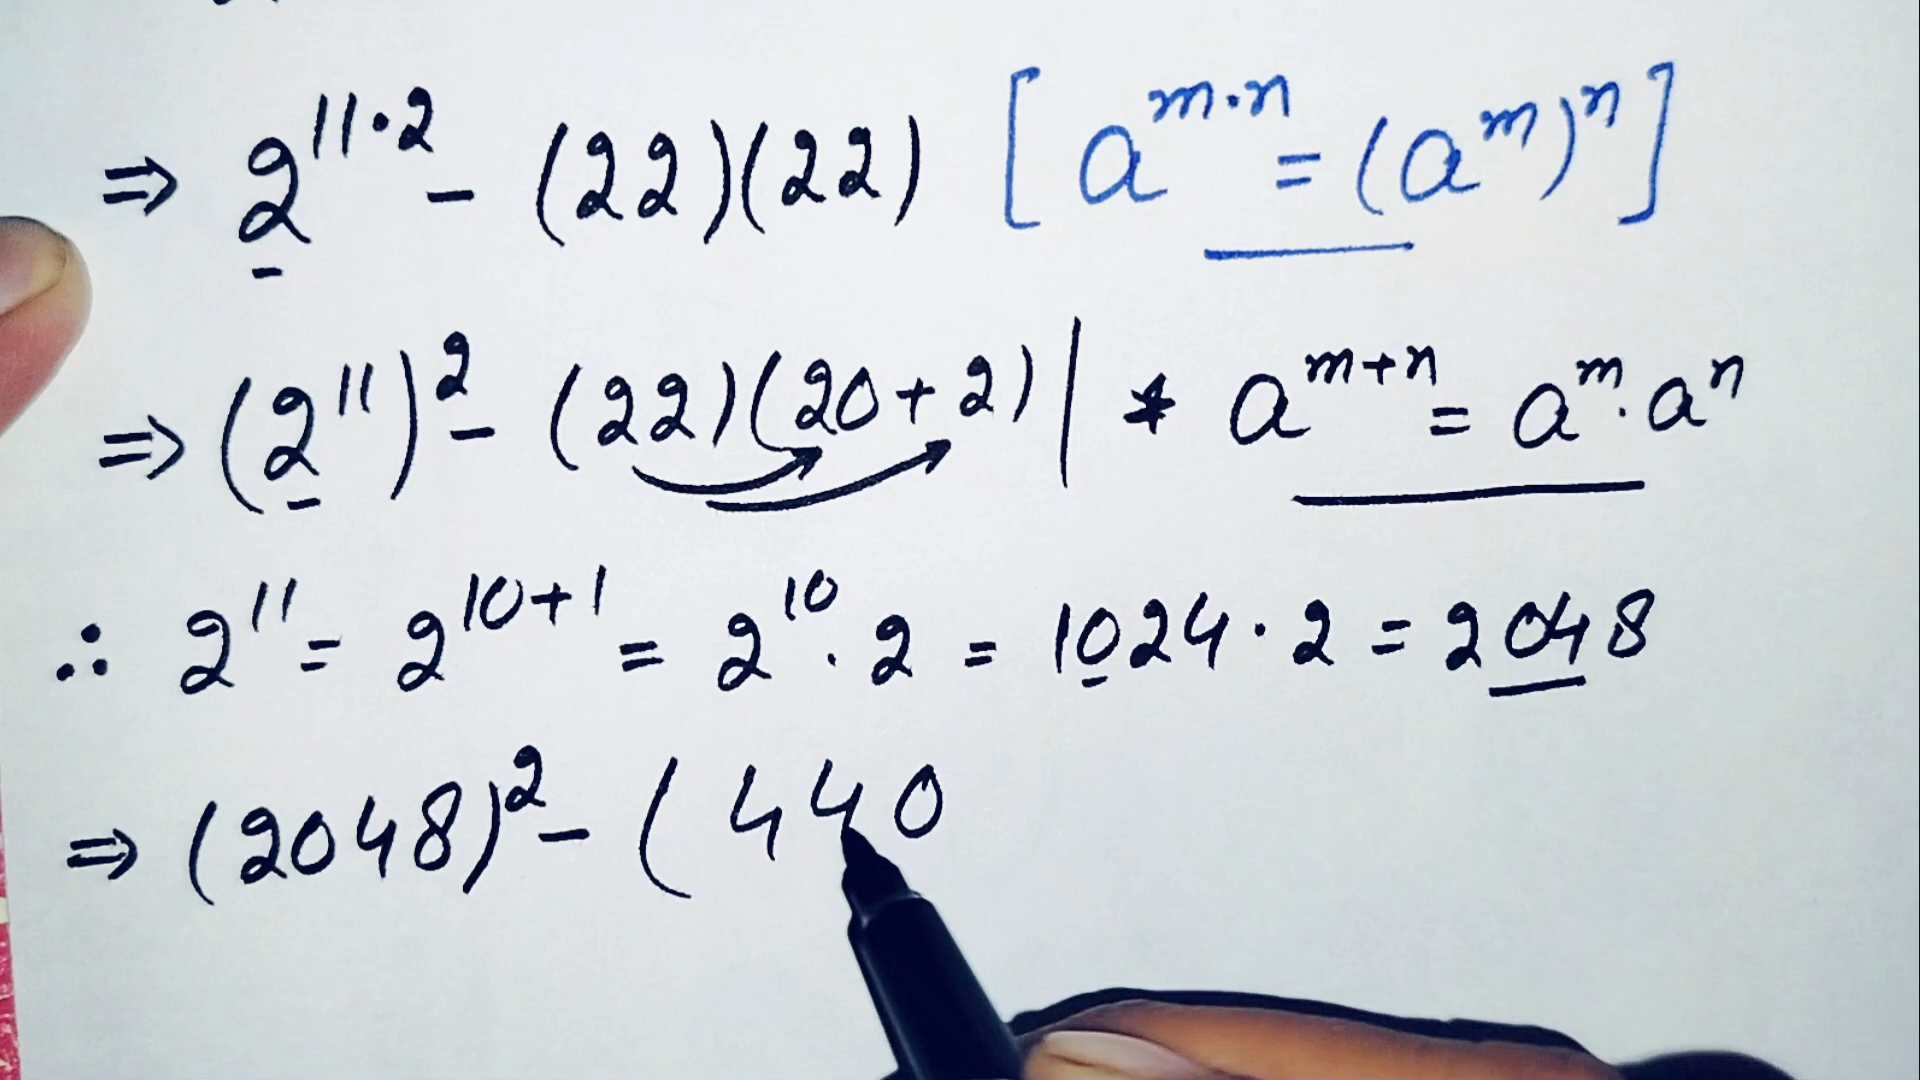 ⇒ 2^{11·2} - (22)(22) [a^{m·n} = (a^m)^n]
⇒ (2^{11})^2 - (22)(20+2) | * a^{m+n} = a^m · a^n
∴ 2^{11} = 2^{10+1} = 2^{10} · 2 = 1024 · 2 = 2048
⇒ (2048)^2 - ( 440